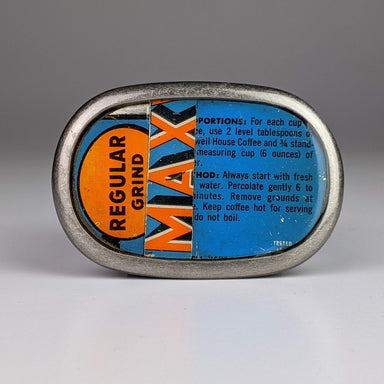 REGULAR
GRIND
MAX
PORTIONS: For each cup
use 2 level tablespoons
well House Coffee and ¾ stand-
measuring cup (6 ounces) of
HOD: Always start with fresh
water. Percolate gently 6 to
inutes. Remove grounds at
Keep coffee hot for serving
do not boil.
TESTED